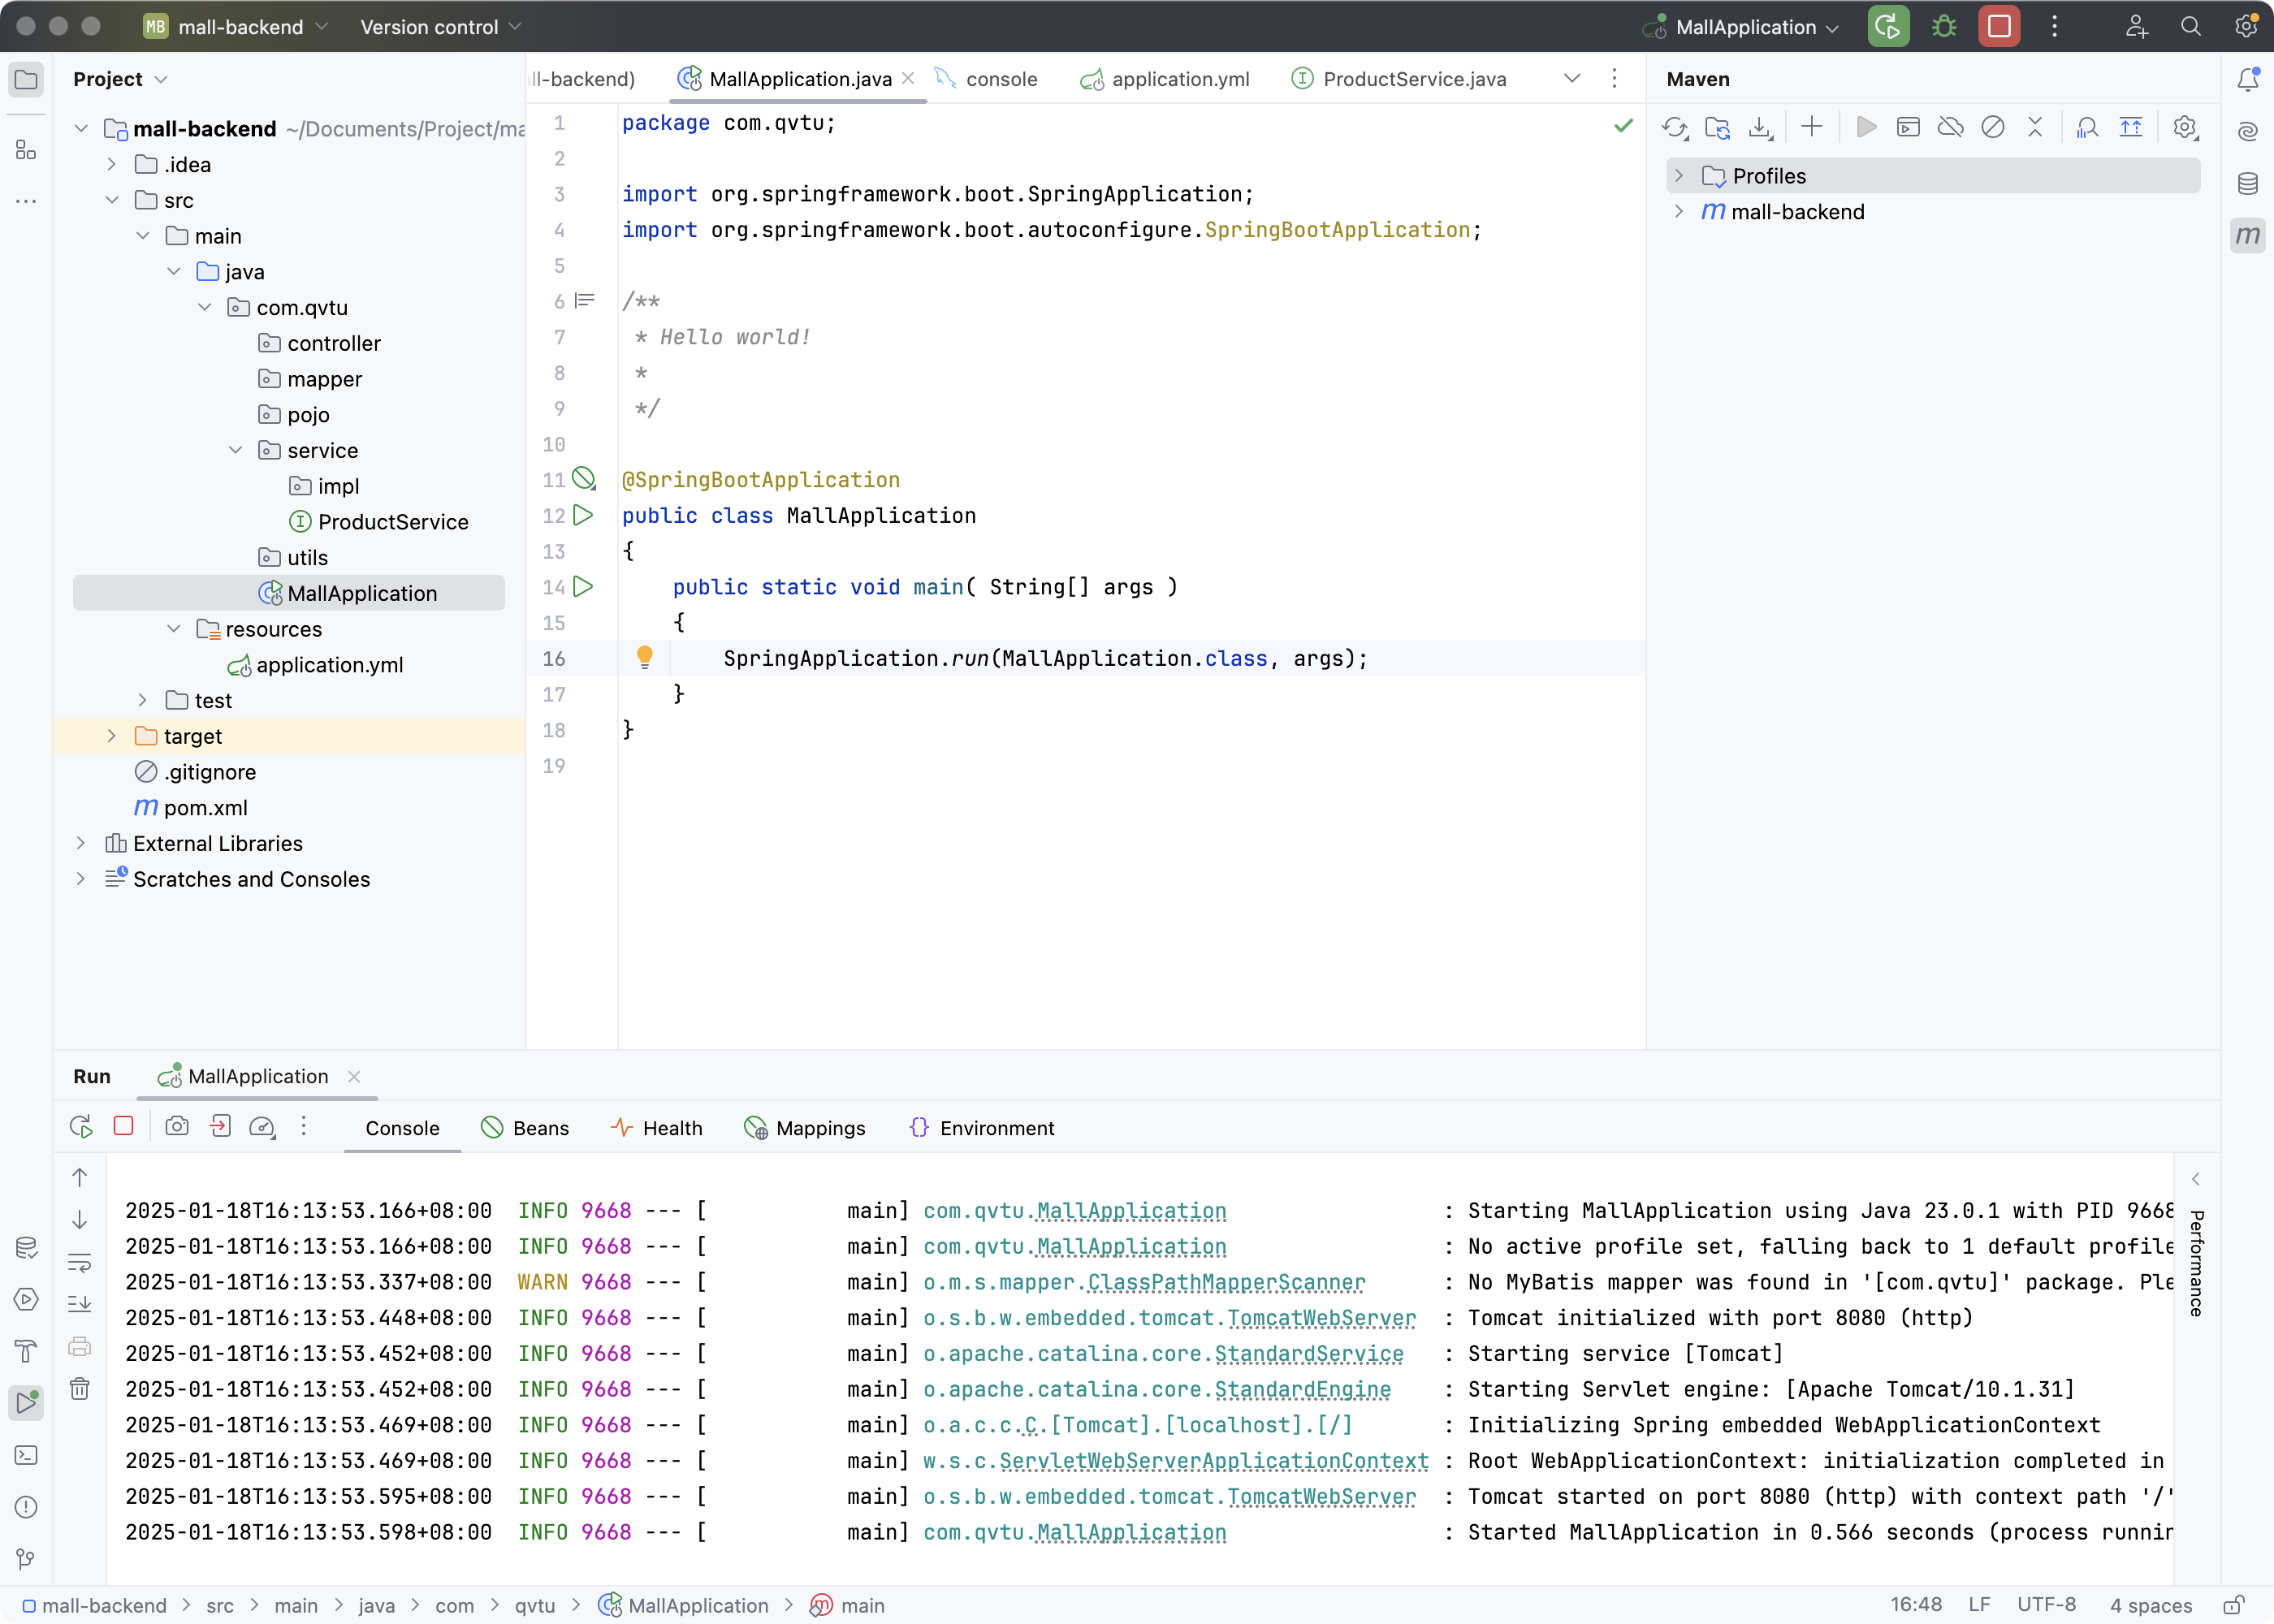 MB mall-backend Version control MallApplication
Project
mall-backend ~/Documents/Project/ma
.idea
src
main
java
com.qvtu
controller
mapper
pojo
service
impl
ProductService
utils
MallApplication
resources
application.yml
test
target
.gitignore
pom.xml
External Libraries
Scratches and Consoles
ll-backend) MallApplication.java console application.yml ProductService.java
1 package com.qvtu;
2
3 import org.springframework.boot.SpringApplication;
4 import org.springframework.boot.autoconfigure.SpringBootApplication;
5
6 /**
7 * Hello world!
8 *
9 */
10
11 @SpringBootApplication
12 public class MallApplication
13 {
14 public static void main( String[] args )
15 {
16 SpringApplication.run(MallApplication.class, args);
17 }
18 }
19
Maven
Profiles
m mall-backend
Run MallApplication
Console Beans Health Mappings Environment
2025-01-18T16:13:53.166+08:00 INFO 9668 --- [ main] com.qvtu.MallApplication : Starting MallApplication using Java 23.0.1 with PID 9668
2025-01-18T16:13:53.166+08:00 INFO 9668 --- [ main] com.qvtu.MallApplication : No active profile set, falling back to 1 default profile
2025-01-18T16:13:53.337+08:00 WARN 9668 --- [ main] o.m.s.mapper.ClassPathMapperScanner : No MyBatis mapper was found in '[com.qvtu]' package. Ple
2025-01-18T16:13:53.448+08:00 INFO 9668 --- [ main] o.s.b.w.embedded.tomcat.TomcatWebServer : Tomcat initialized with port 8080 (http)
2025-01-18T16:13:53.452+08:00 INFO 9668 --- [ main] o.apache.catalina.core.StandardService : Starting service [Tomcat]
2025-01-18T16:13:53.452+08:00 INFO 9668 --- [ main] o.apache.catalina.core.StandardEngine : Starting Servlet engine: [Apache Tomcat/10.1.31]
2025-01-18T16:13:53.469+08:00 INFO 9668 --- [ main] o.a.c.c.C.[Tomcat].[localhost].[/] : Initializing Spring embedded WebApplicationContext
2025-01-18T16:13:53.469+08:00 INFO 9668 --- [ main] w.s.c.ServletWebServerApplicationContext : Root WebApplicationContext: initialization completed in
2025-01-18T16:13:53.595+08:00 INFO 9668 --- [ main] o.s.b.w.embedded.tomcat.TomcatWebServer : Tomcat started on port 8080 (http) with context path '/'
2025-01-18T16:13:53.598+08:00 INFO 9668 --- [ main] com.qvtu.MallApplication : Started MallApplication in 0.566 seconds (process runnin
Performance
mall-backend > src > main > java > com > qvtu > MallApplication > main
16:48 LF UTF-8 4 spaces